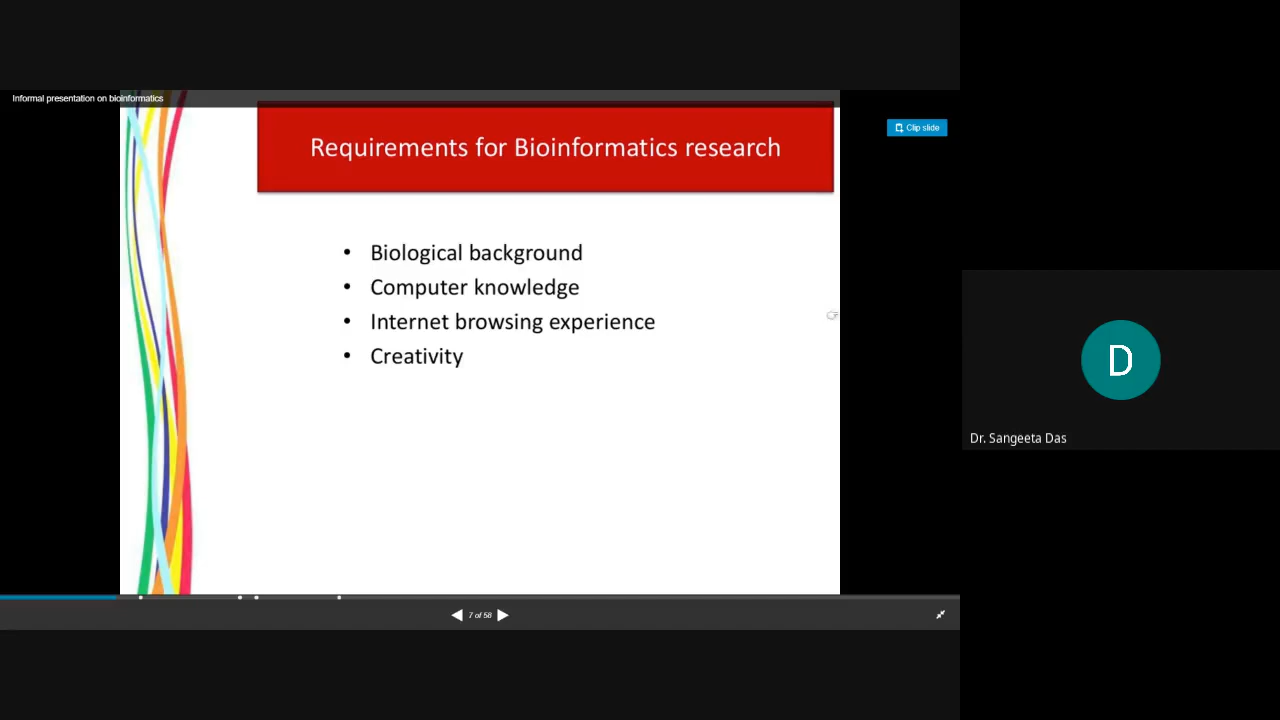 Informal presentation on bioinformatics
Clip slide
Requirements for Bioinformatics research
• Biological background
• Computer knowledge
• Internet browsing experience
• Creativity
D
Dr. Sangeeta Das
7 of 58